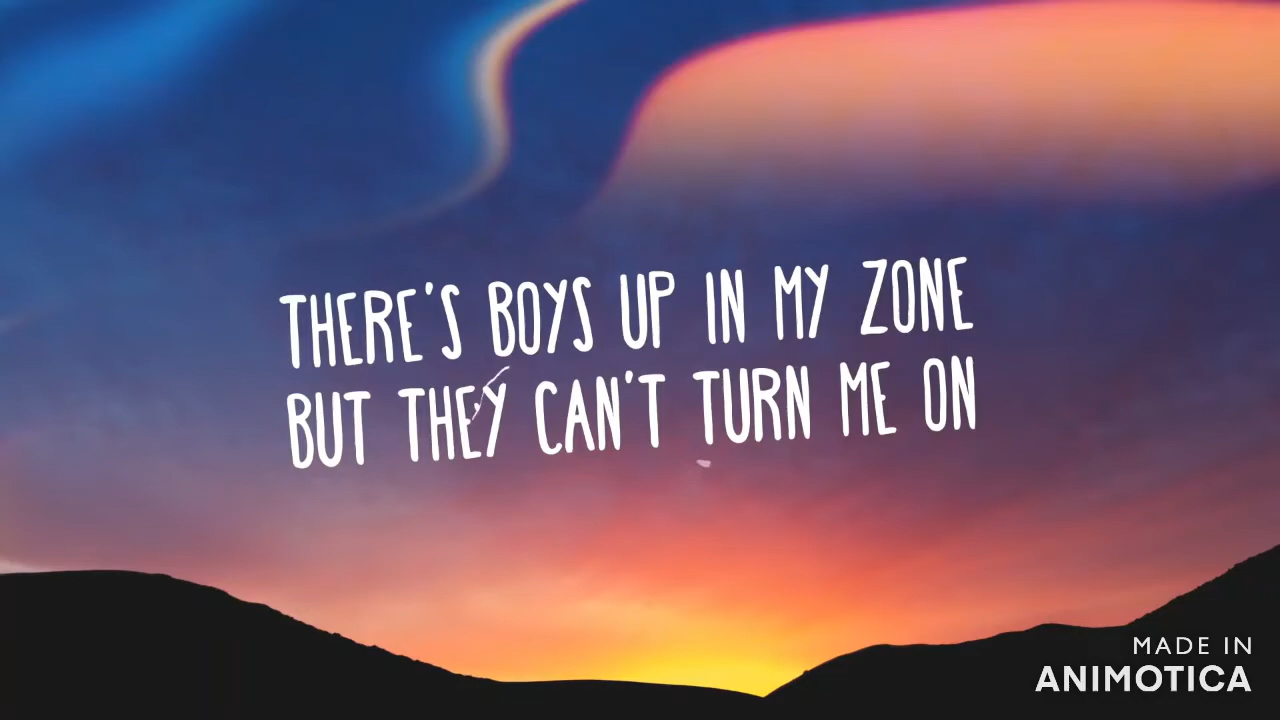 THERE'S BOYS UP IN MY ZONE
BUT THEY CAN'T TURN ME ON
MADE IN
ANIMOTICA